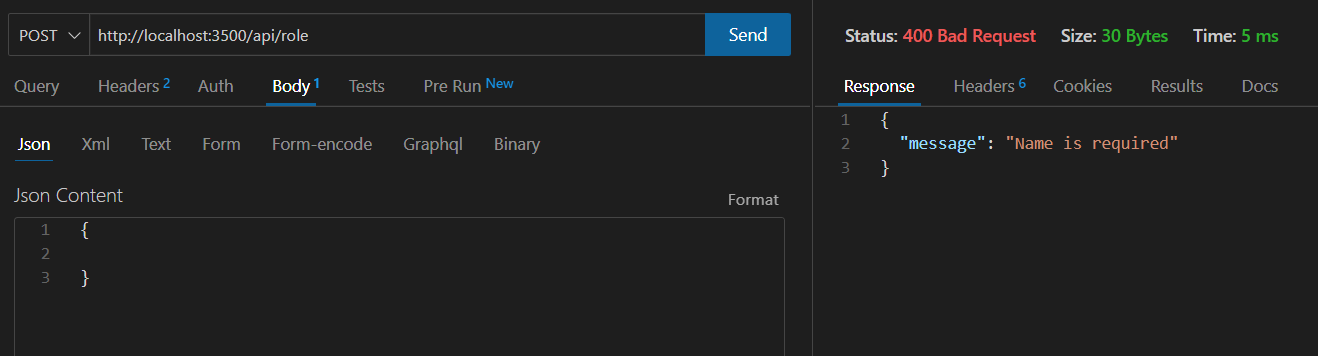 POST http://localhost:3500/api/role Send
Query Headers 2 Auth Body 1 Tests Pre Run New
Json Xml Text Form Form-encode Graphql Binary
Json Content Format
1 {
2
3 }
Status: 400 Bad Request Size: 30 Bytes Time: 5 ms
Response Headers 6 Cookies Results Docs
1 {
2 "message": "Name is required"
3 }